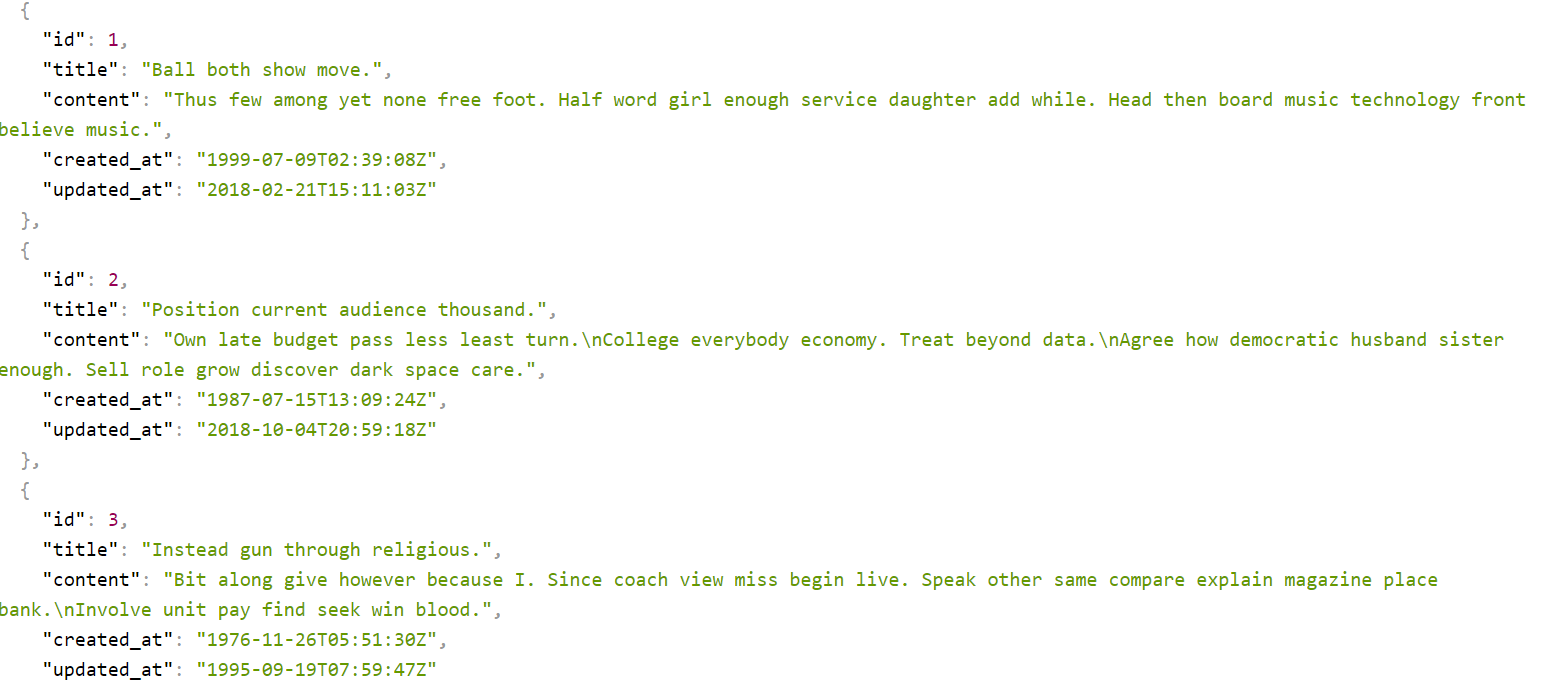 {
"id": 1,
"title": "Ball both show move.",
"content": "Thus few among yet none free foot. Half word girl enough service daughter add while. Head then board music technology front
believe music.",
"created_at": "1999-07-09T02:39:08Z",
"updated_at": "2018-02-21T15:11:03Z"
},
{
"id": 2,
"title": "Position current audience thousand.",
"content": "Own late budget pass less least turn.\nCollege everybody economy. Treat beyond data.\nAgree how democratic husband sister
enough. Sell role grow discover dark space care.",
"created_at": "1987-07-15T13:09:24Z",
"updated_at": "2018-10-04T20:59:18Z"
},
{
"id": 3,
"title": "Instead gun through religious.",
"content": "Bit along give however because I. Since coach view miss begin live. Speak other same compare explain magazine place
bank.\nInvolve unit pay find seek win blood.",
"created_at": "1976-11-26T05:51:30Z",
"updated_at": "1995-09-19T07:59:47Z"